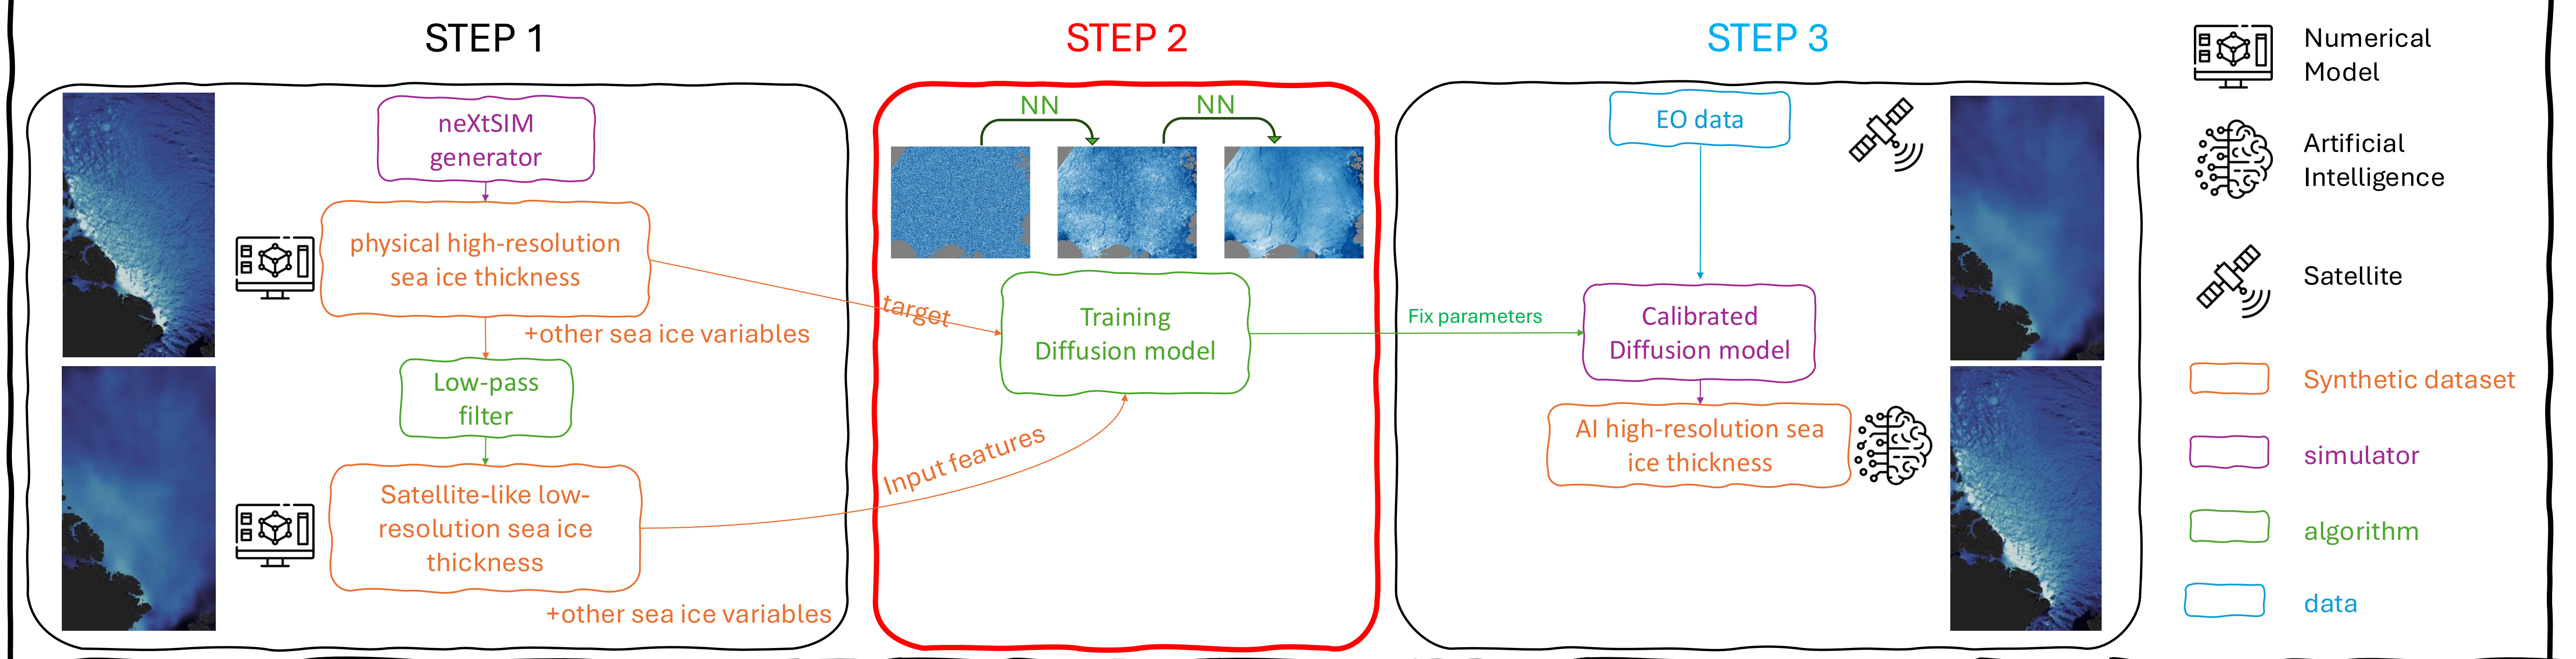 STEP 1
neXtSIM
generator
physical high-resolution
sea ice thickness
+other sea ice variables
Low-pass
filter
Satellite-like low-
resolution sea ice
thickness
+other sea ice variables
STEP 2
NN
NN
target
Training
Diffusion model
Input features
STEP 3
EO data
Fix parameters
Calibrated
Diffusion model
AI high-resolution sea
ice thickness
Numerical
Model
Artificial
Intelligence
Satellite
Synthetic dataset
simulator
algorithm
data